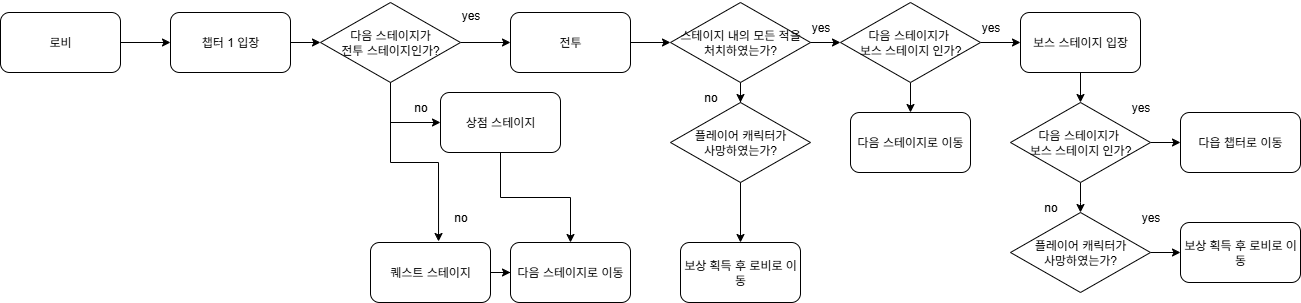 로비
챕터 1 입장
다음 스테이지가
전투 스테이지인가?
yes
전투
스테이지 내의 모든 적을
처치하였는가?
yes
다음 스테이지가
보스 스테이지 인가?
yes
보스 스테이지 입장
no
상점 스테이지
no
플레이어 캐릭터가
사망하였는가?
다음 스테이지로 이동
yes
다음 스테이지가
보스 스테이지 인가?
다음 챕터로 이동
no
퀘스트 스테이지
다음 스테이지로 이동
보상 획득 후 로비로 이
동
no
플레이어 캐릭터가
사망하였는가?
yes
보상 획득 후 로비로 이
동